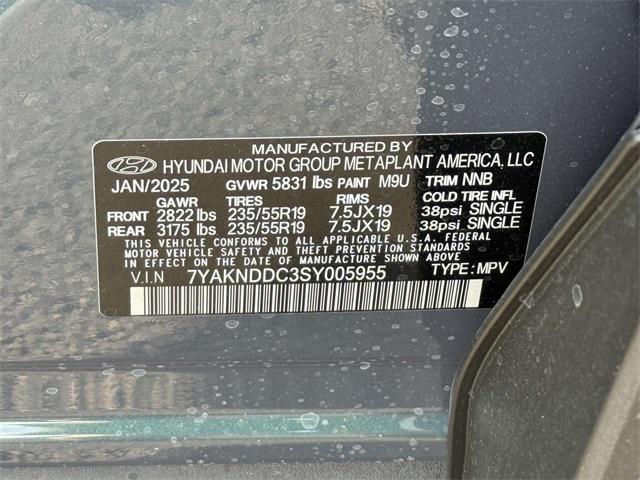 MANUFACTURED BY
HYUNDAI MOTOR GROUP METAPLANT AMERICA, LLC
JAN/2025 GVWR 5831 lbs PAINT M9U TRIM NNB
GAWR TIRES RIMS COLD TIRE INFL
FRONT 2822 lbs 235/55R19 7.5JX19 38psi SINGLE
REAR 3175 lbs 235/55R19 7.5JX19 38psi SINGLE
THIS VEHICLE CONFORMS TO ALL APPLICABLE U.S.A. FEDERAL
MOTOR VEHICLE SAFETY, BUMPER, AND THEFT PREVENTION
STANDARDS IN EFFECT ON THE DATE OF MANUFACTURE SHOWN ABOVE.
V.I.N 7YAKNDDC3SY005955 TYPE: MPV